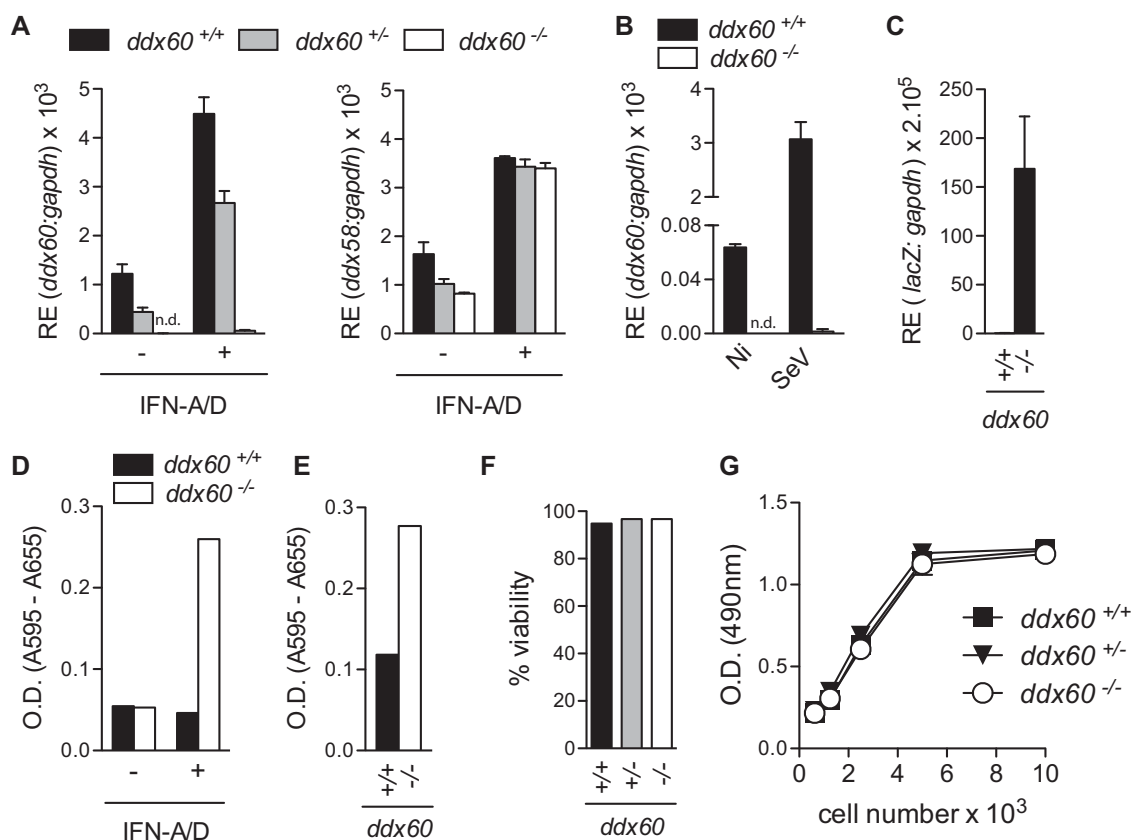 A
ddx60 +/+ ddx60 +/- ddx60 -/-
RE (ddx60:gapdh) x 10³
5
4
3
2
1
0
n.d.
- +
IFN-A/D
RE (ddx58:gapdh) x 10³
5
4
3
2
1
0
- +
IFN-A/D
B
ddx60 +/+
ddx60 -/-
RE (ddx60:gapdh) x 10³
4
3
2
0.08
0.04
0.00
n.d.
Ni SeV
C
RE ( lacZ: gapdh) x 2.10⁵
250
200
150
100
50
0
+/+ -/-
ddx60
D
ddx60 +/+
ddx60 -/-
O.D. (A595 - A655)
0.3
0.2
0.1
0.0
- +
IFN-A/D
E
O.D. (A595 - A655)
0.3
0.2
0.1
0.0
+/+ -/-
ddx60
F
% viability
100
80
60
40
20
0
+/+ +/- -/-
ddx60
G
O.D. (490nm)
1.5
1.0
0.5
0.0
ddx60 +/+
ddx60 +/-
ddx60 -/-
0 2 4 6 8 10
cell number x 10³